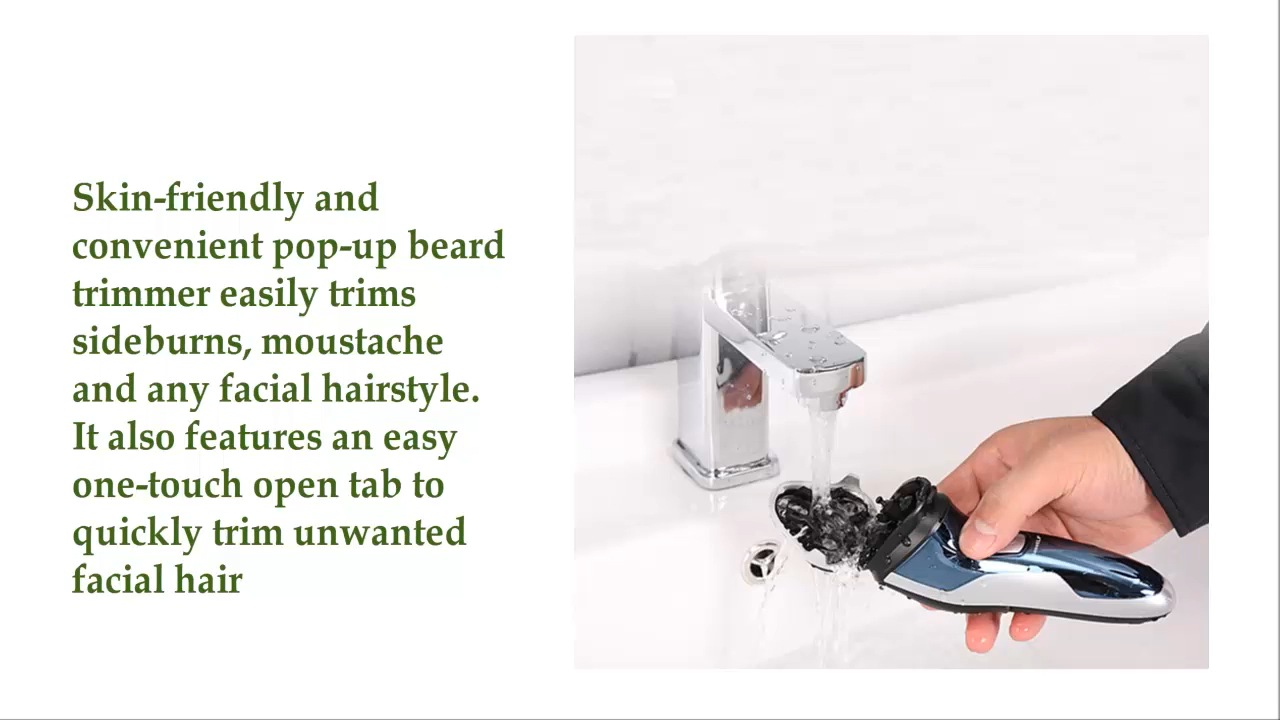 Skin-friendly and
convenient pop-up beard
trimmer easily trims
sideburns, moustache
and any facial hairstyle.
It also features an easy
one-touch open tab to
quickly trim unwanted
facial hair